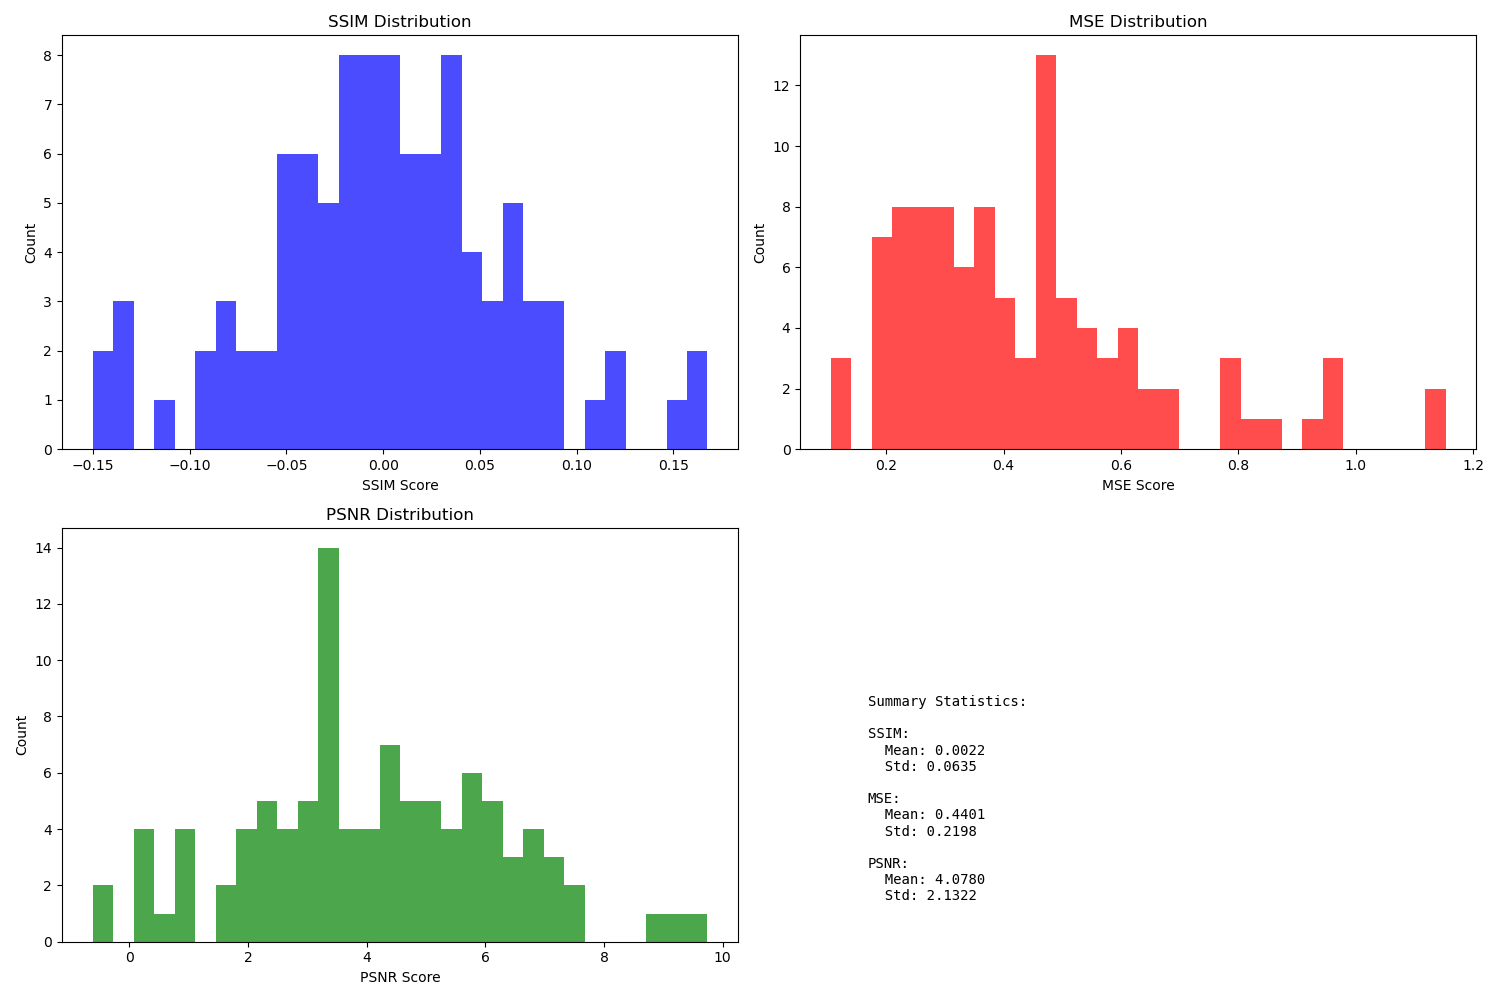 SSIM Distribution
8
7
6
5
4
3
2
1
0
Count
−0.15
−0.10
−0.05
0.00
0.05
0.10
0.15
SSIM Score
MSE Distribution
12
10
8
6
4
2
0
Count
0.2
0.4
0.6
0.8
1.0
1.2
MSE Score
PSNR Distribution
14
12
10
8
6
4
2
0
Count
0
2
4
6
8
10
PSNR Score
Summary Statistics:
SSIM:
Mean: 0.0022
Std: 0.0635
MSE:
Mean: 0.4401
Std: 0.2198
PSNR:
Mean: 4.0780
Std: 2.1322